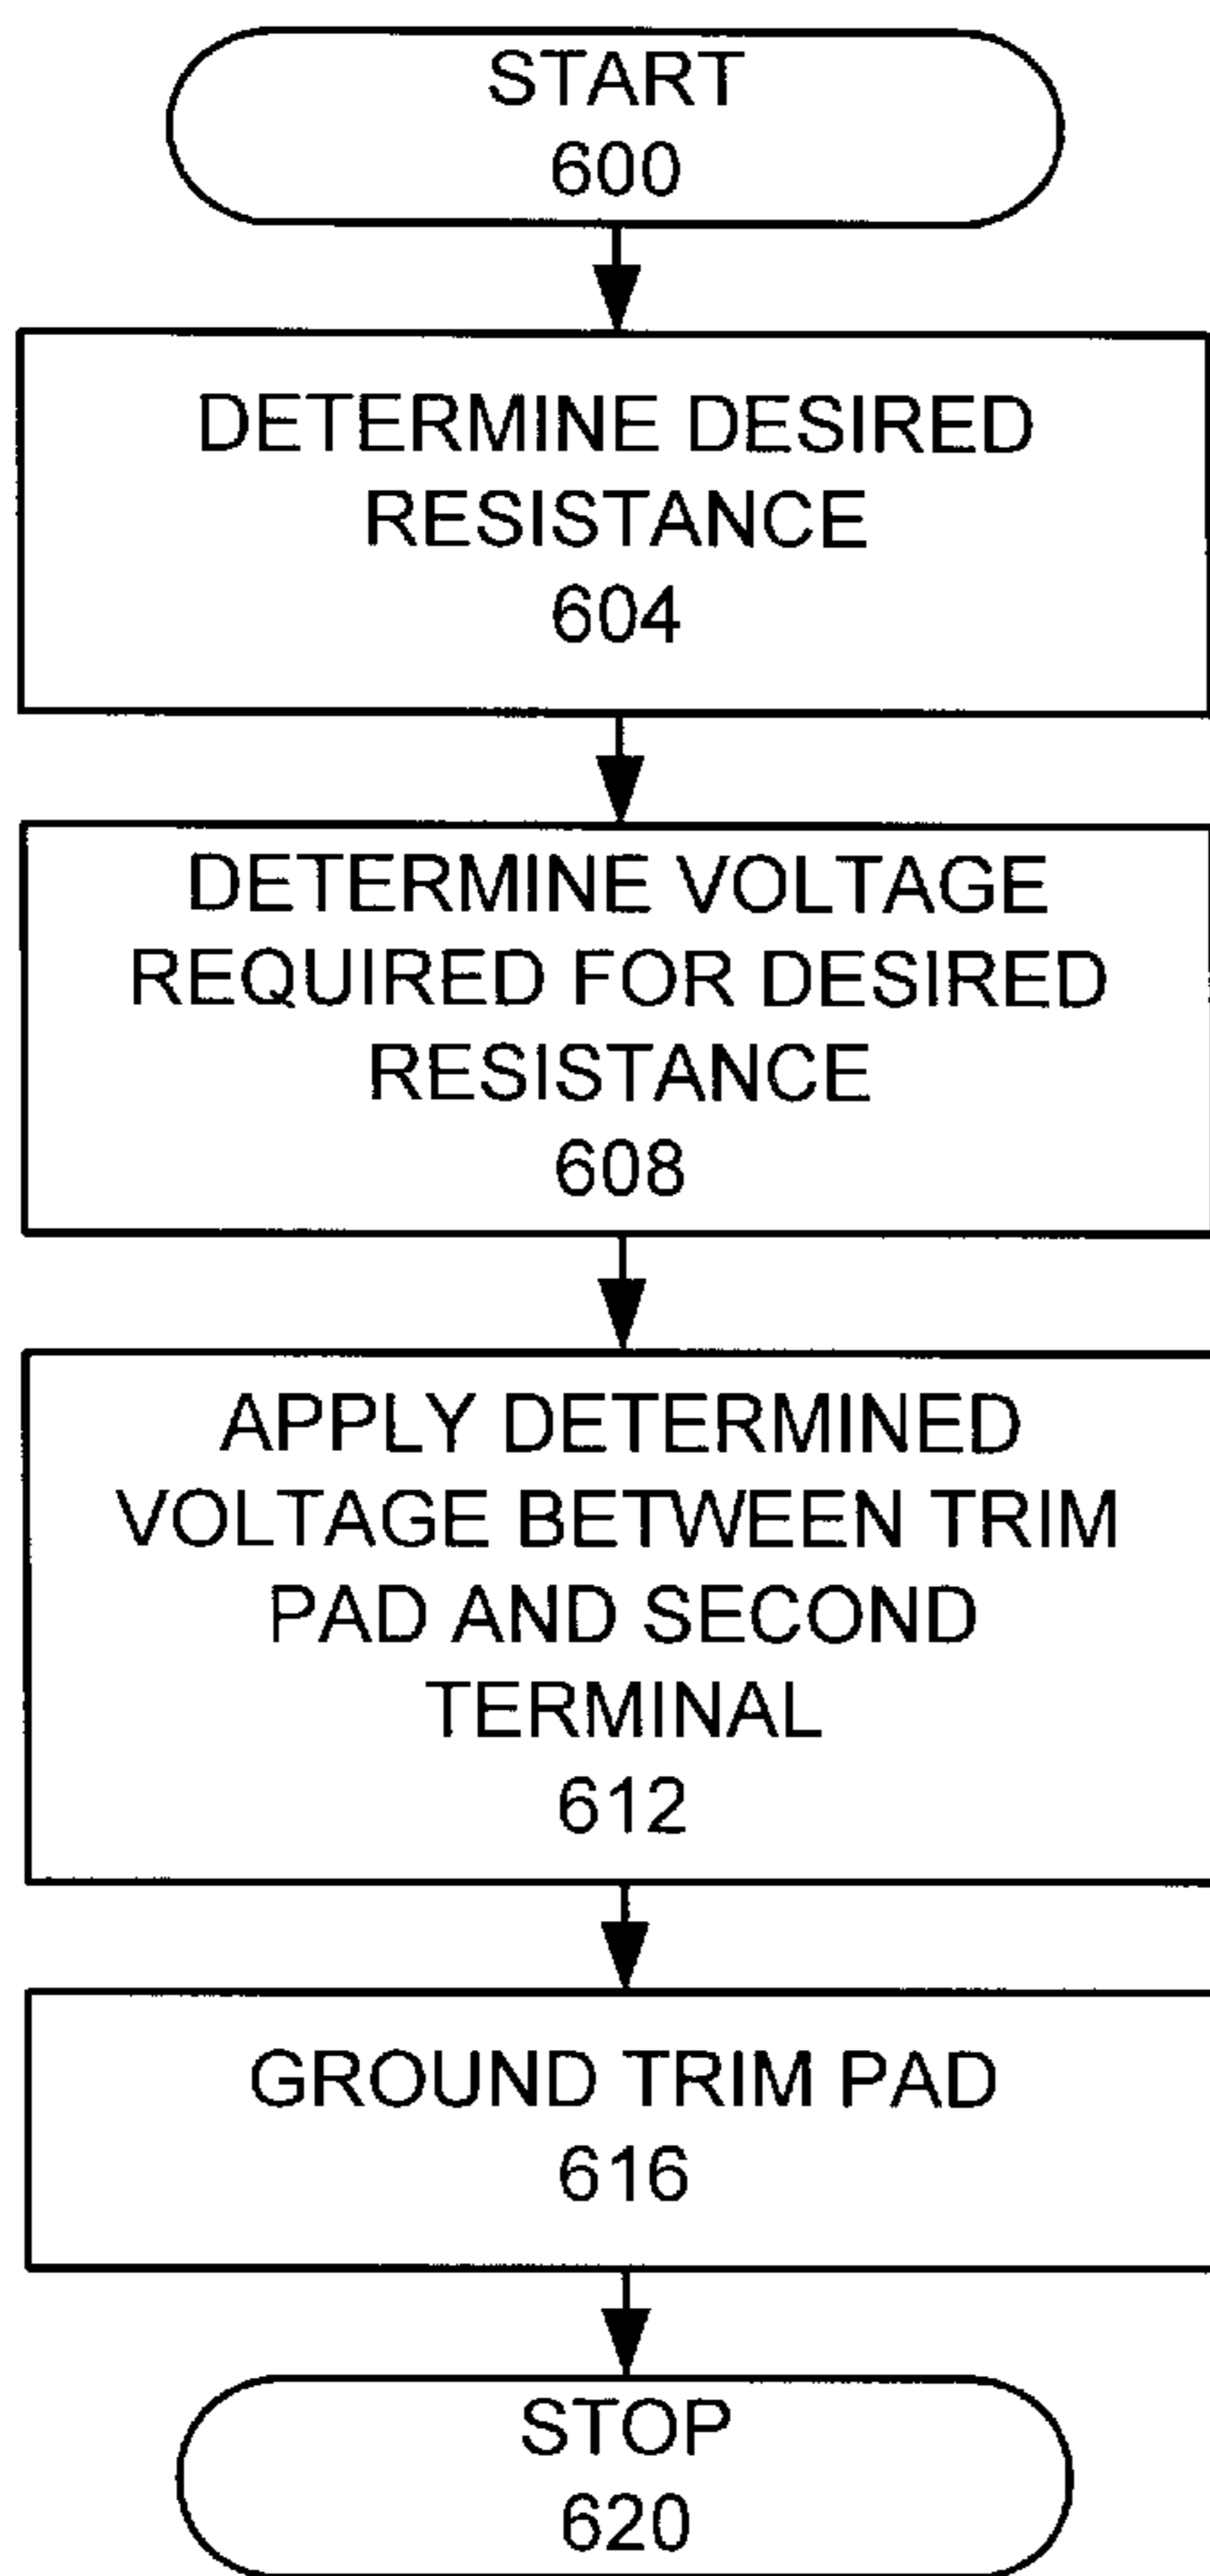 START
600
DETERMINE DESIRED
RESISTANCE
604
DETERMINE VOLTAGE
REQUIRED FOR DESIRED
RESISTANCE
608
APPLY DETERMINED
VOLTAGE BETWEEN TRIM
PAD AND SECOND
TERMINAL
612
GROUND TRIM PAD
616
STOP
620